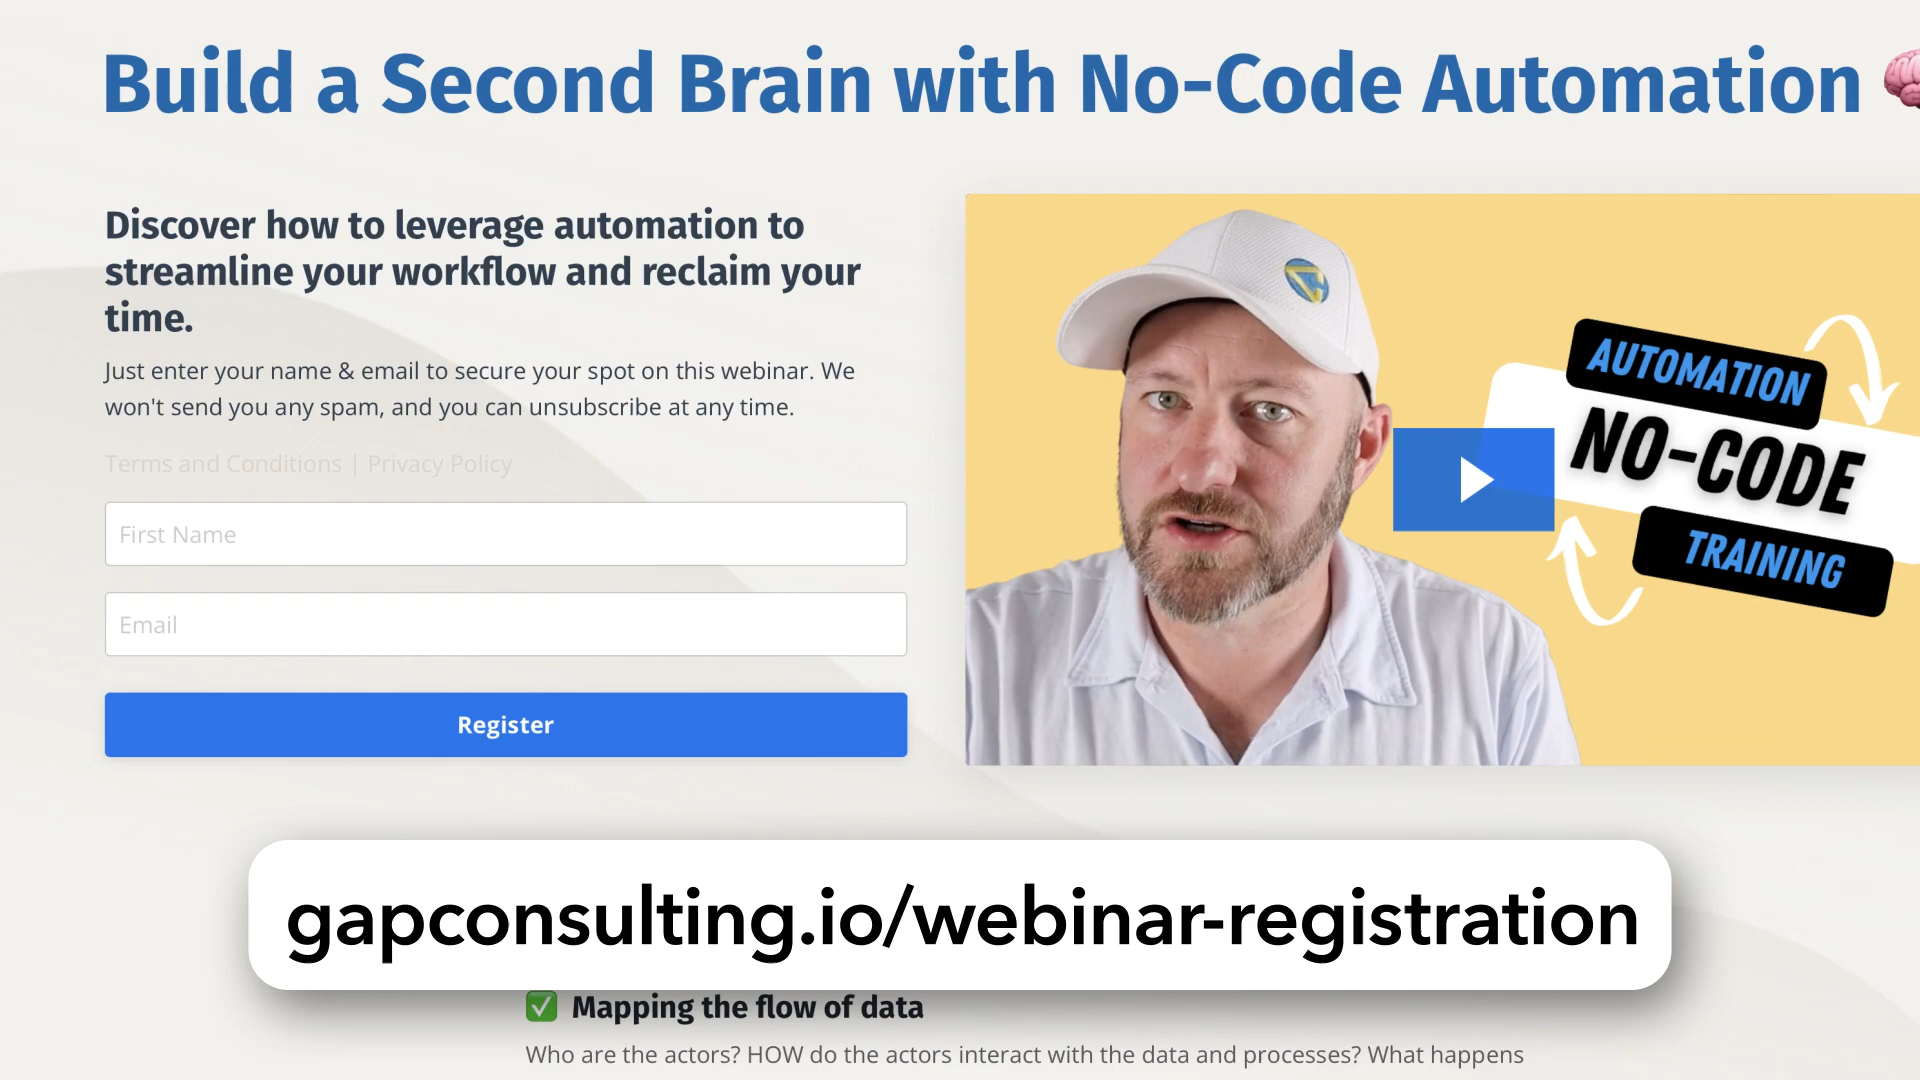 Build a Second Brain with No-Code Automation
Discover how to leverage automation to
streamline your workflow and reclaim your
time.
Just enter your name & email to secure your spot on this webinar. We
won't send you any spam, and you can unsubscribe at any time.
Terms and Conditions | Privacy Policy
First Name
Email
Register
AUTOMATION
NO-CODE
TRAINING
gapconsulting.io/webinar-registration
✅ Mapping the flow of data
Who are the actors? HOW do the actors interact with the data and processes? What happens